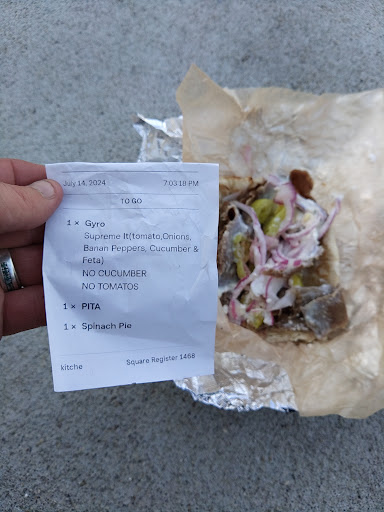 July 14, 2024 7:03:18 PM
TO GO
1 × Gyro
Supreme It(tomato,Onions,
Banan Peppers, Cucumber &
Feta)
NO CUCUMBER
NO TOMATOS
1 × PITA
1 × Spinach Pie
kitche Square Register 1468